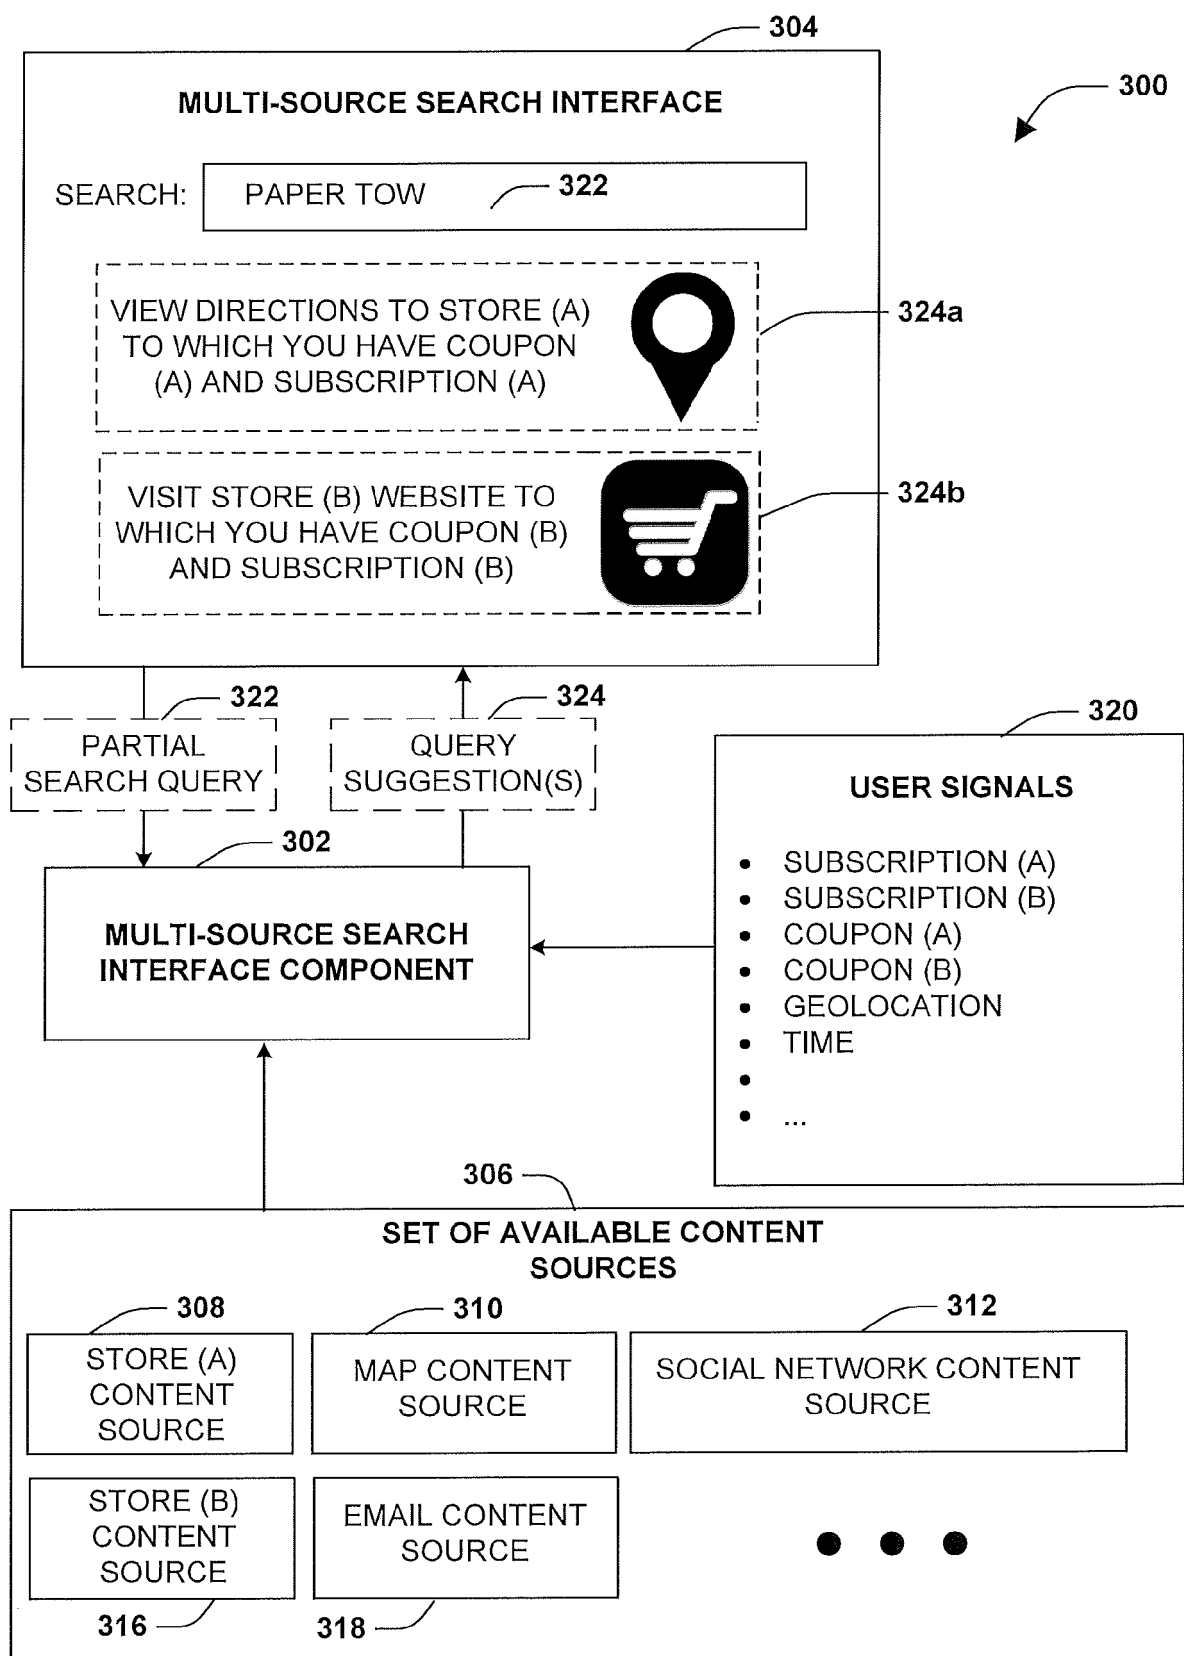 304
300
MULTI-SOURCE SEARCH INTERFACE
SEARCH:
PAPER TOW
322
VIEW DIRECTIONS TO STORE (A)
TO WHICH YOU HAVE COUPON
(A) AND SUBSCRIPTION (A)
324a
VISIT STORE (B) WEBSITE TO
WHICH YOU HAVE COUPON (B)
AND SUBSCRIPTION (B)
324b
322
PARTIAL
SEARCH QUERY
324
QUERY
SUGGESTION(S)
302
MULTI-SOURCE SEARCH
INTERFACE COMPONENT
320
USER SIGNALS
• SUBSCRIPTION (A)
• SUBSCRIPTION (B)
• COUPON (A)
• COUPON (B)
• GEOLOCATION
• TIME
•
• ...
306
SET OF AVAILABLE CONTENT
SOURCES
308
STORE (A)
CONTENT
SOURCE
310
MAP CONTENT
SOURCE
312
SOCIAL NETWORK CONTENT
SOURCE
STORE (B)
CONTENT
SOURCE
316
EMAIL CONTENT
SOURCE
318